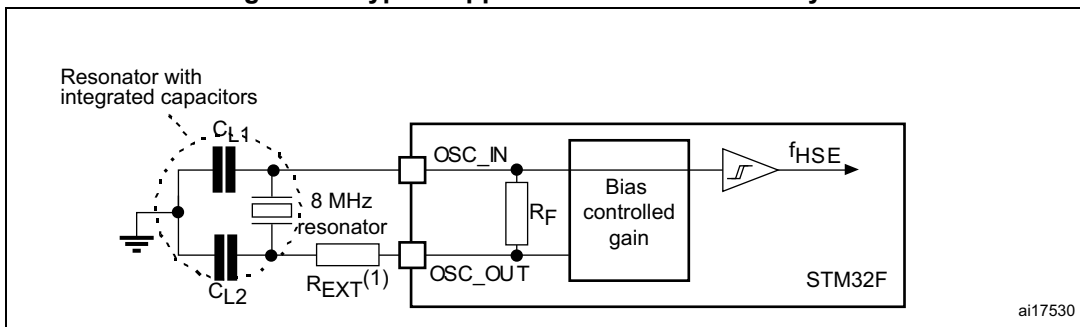 Resonator with
integrated capacitors
CL1
OSC_IN
fHSE
8 MHz
resonator
RF
Bias
controlled
gain
REXT(1)
OSC_OUT
STM32F
CL2
ai17530